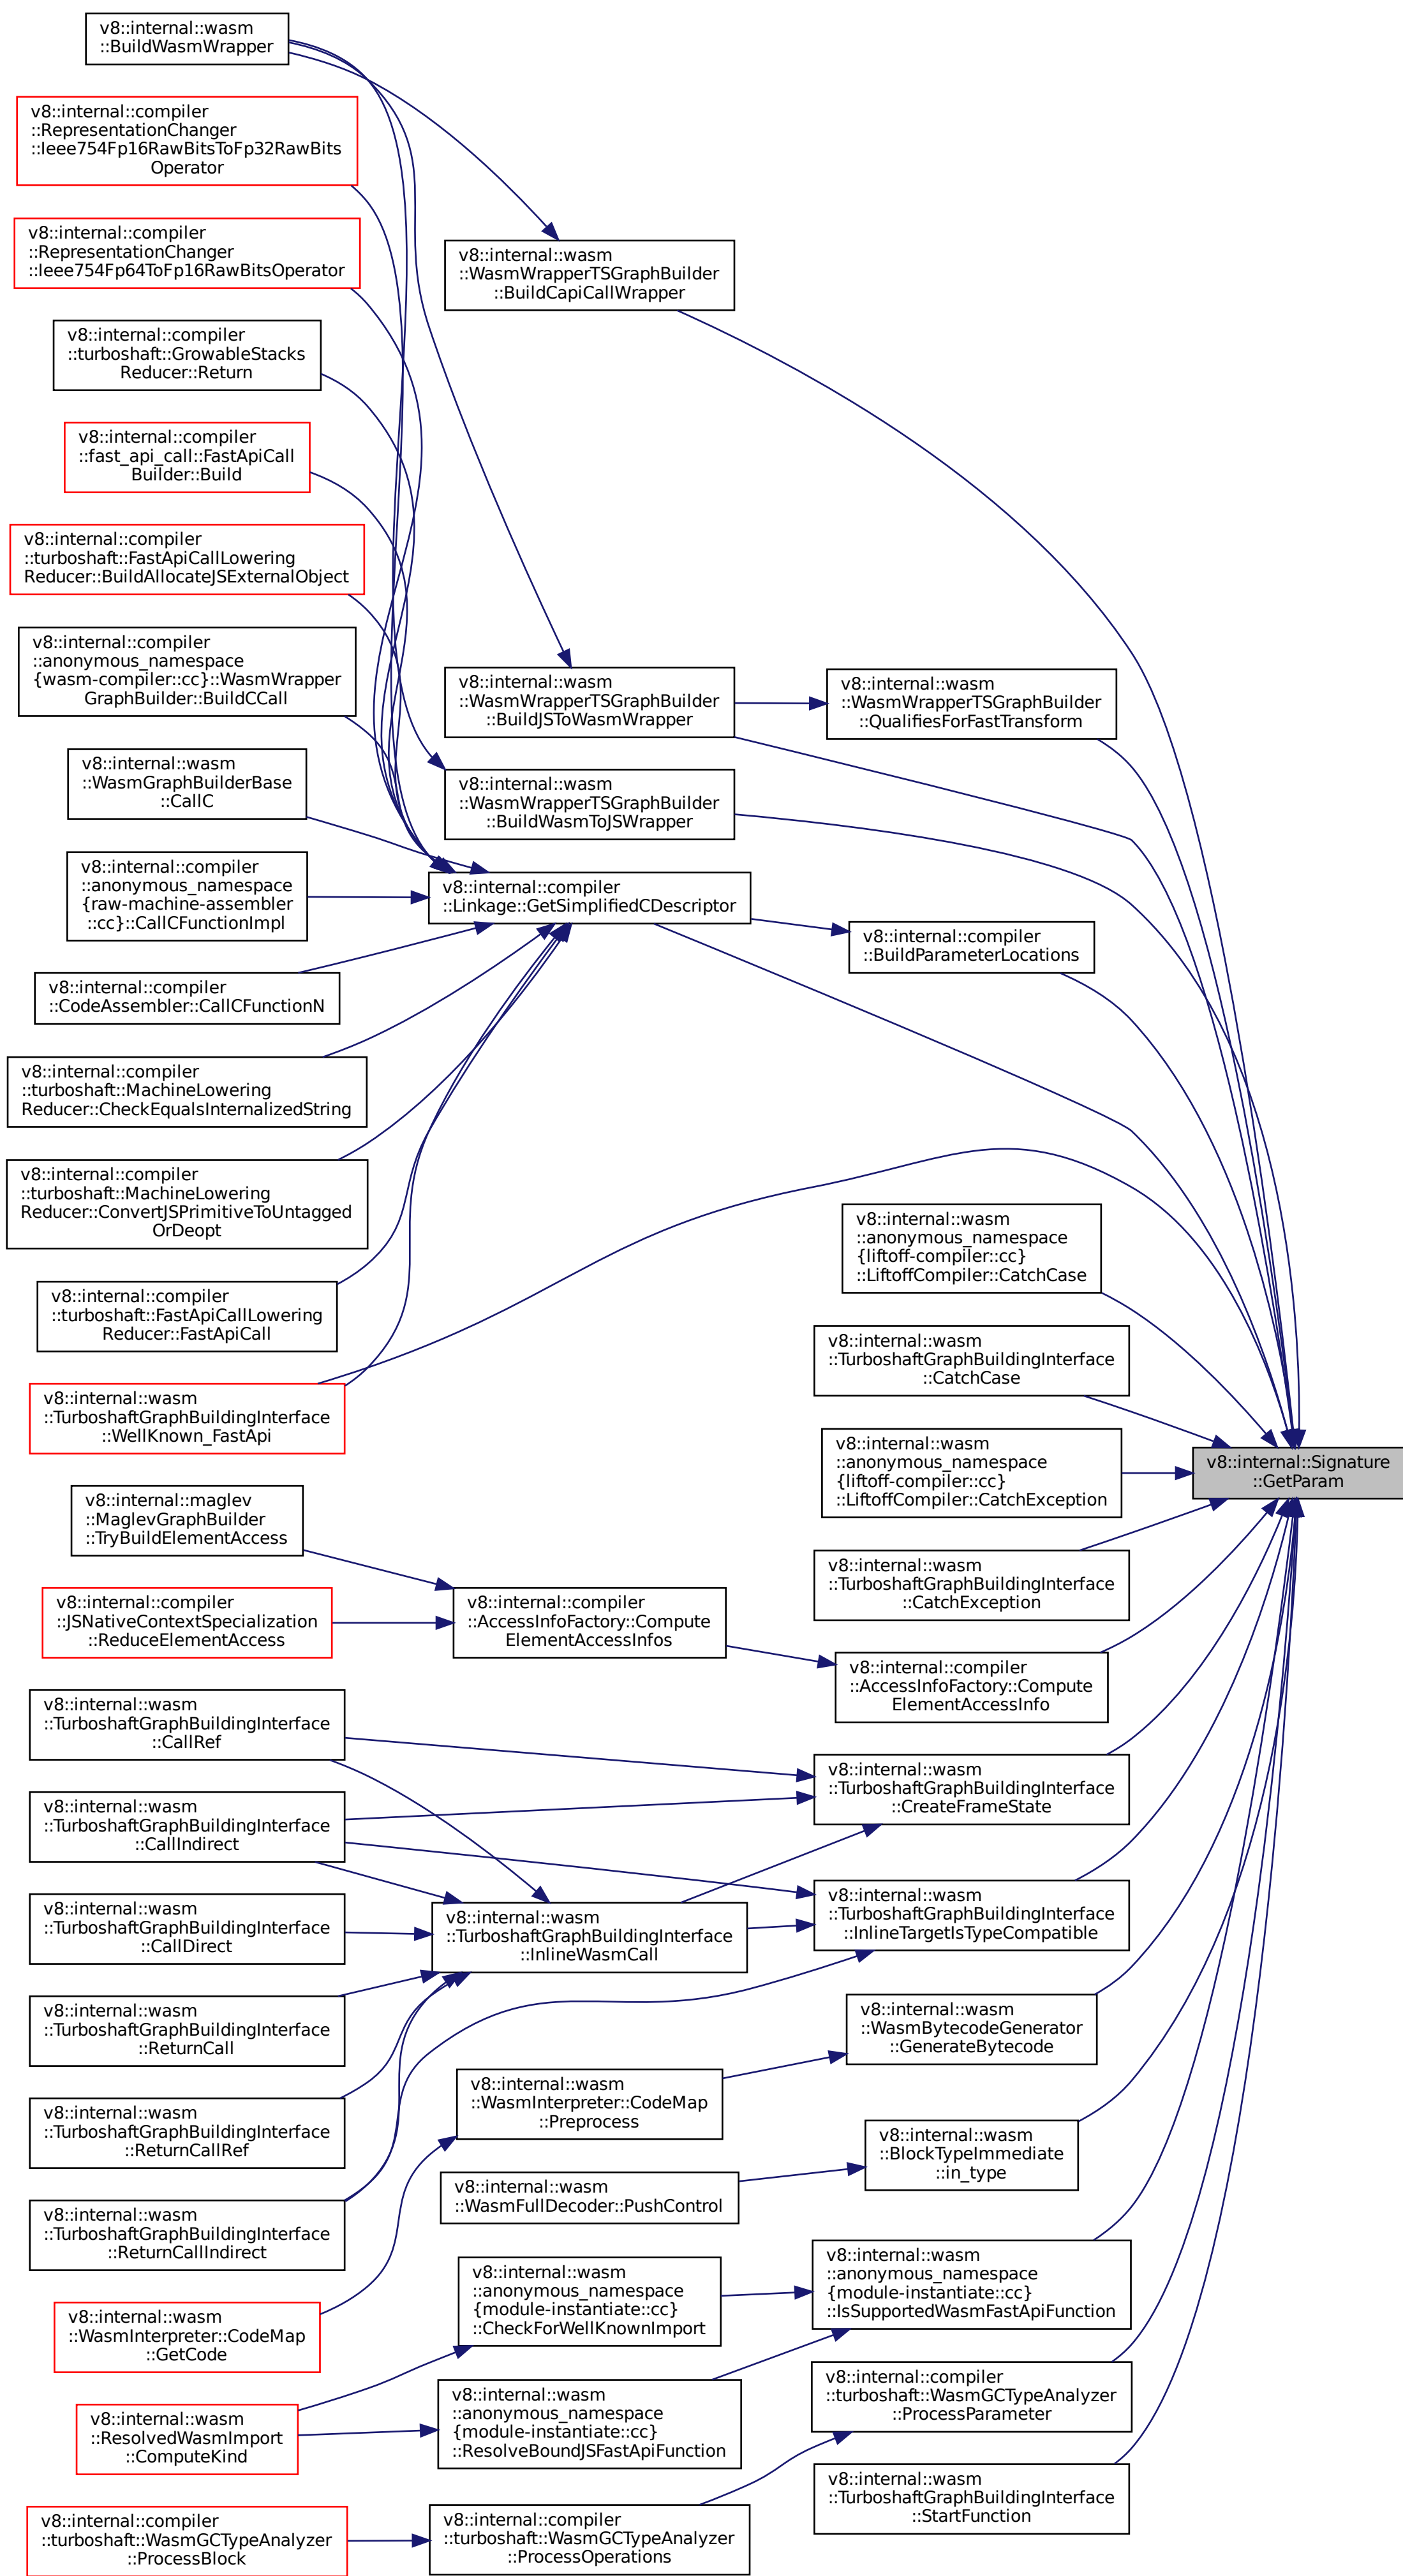 v8::internal::wasm
::BuildWasmWrapper
v8::internal::compiler
::RepresentationChanger
::Ieee754Fp16RawBitsToFp32RawBits
Operator
v8::internal::compiler
::RepresentationChanger
::Ieee754Fp64ToFp16RawBitsOperator
v8::internal::compiler
::turboshaft::GrowableStacks
Reducer::Return
v8::internal::compiler
::fast_api_call::FastApiCall
Builder::Build
v8::internal::compiler
::turboshaft::FastApiCallLowering
Reducer::BuildAllocateJSExternalObject
v8::internal::compiler
::anonymous_namespace
{wasm-compiler::cc}::WasmWrapper
GraphBuilder::BuildCCall
v8::internal::wasm
::WasmGraphBuilderBase
::CallC
v8::internal::compiler
::anonymous_namespace
{raw-machine-assembler
::cc}::CallCFunctionImpl
v8::internal::compiler
::CodeAssembler::CallCFunctionN
v8::internal::compiler
::turboshaft::MachineLowering
Reducer::CheckEqualsInternalizedString
v8::internal::compiler
::turboshaft::MachineLowering
Reducer::ConvertJSPrimitiveToUntagged
OrDeopt
v8::internal::compiler
::turboshaft::FastApiCallLowering
Reducer::FastApiCall
v8::internal::wasm
::TurboshaftGraphBuildingInterface
::WellKnown_FastApi
v8::internal::maglev
::MaglevGraphBuilder
::TryBuildElementAccess
v8::internal::compiler
::JSNativeContextSpecialization
::ReduceElementAccess
v8::internal::wasm
::TurboshaftGraphBuildingInterface
::CallRef
v8::internal::wasm
::TurboshaftGraphBuildingInterface
::CallIndirect
v8::internal::wasm
::TurboshaftGraphBuildingInterface
::CallDirect
v8::internal::wasm
::TurboshaftGraphBuildingInterface
::ReturnCall
v8::internal::wasm
::TurboshaftGraphBuildingInterface
::ReturnCallRef
v8::internal::wasm
::TurboshaftGraphBuildingInterface
::ReturnCallIndirect
v8::internal::wasm
::WasmInterpreter::CodeMap
::GetCode
v8::internal::wasm
::ResolvedWasmImport
::ComputeKind
v8::internal::compiler
::turboshaft::WasmGCTypeAnalyzer
::ProcessBlock
v8::internal::wasm
::WasmWrapperTSGraphBuilder
::BuildCapiCallWrapper
v8::internal::wasm
::WasmWrapperTSGraphBuilder
::BuildJSToWasmWrapper
v8::internal::wasm
::WasmWrapperTSGraphBuilder
::BuildWasmToJSWrapper
v8::internal::compiler
::Linkage::GetSimplifiedCDescriptor
v8::internal::compiler
::AccessInfoFactory::Compute
ElementAccessInfos
v8::internal::wasm
::TurboshaftGraphBuildingInterface
::InlineWasmCall
v8::internal::wasm
::WasmInterpreter::CodeMap
::Preprocess
v8::internal::wasm
::WasmFullDecoder::PushControl
v8::internal::wasm
::anonymous_namespace
{module-instantiate::cc}
::CheckForWellKnownImport
v8::internal::wasm
::anonymous_namespace
{module-instantiate::cc}
::ResolveBoundJSFastApiFunction
v8::internal::compiler
::turboshaft::WasmGCTypeAnalyzer
::ProcessOperations
v8::internal::wasm
::WasmWrapperTSGraphBuilder
::QualifiesForFastTransform
v8::internal::compiler
::BuildParameterLocations
v8::internal::wasm
::anonymous_namespace
{liftoff-compiler::cc}
::LiftoffCompiler::CatchCase
v8::internal::wasm
::TurboshaftGraphBuildingInterface
::CatchCase
v8::internal::wasm
::anonymous_namespace
{liftoff-compiler::cc}
::LiftoffCompiler::CatchException
v8::internal::wasm
::TurboshaftGraphBuildingInterface
::CatchException
v8::internal::compiler
::AccessInfoFactory::Compute
ElementAccessInfo
v8::internal::wasm
::TurboshaftGraphBuildingInterface
::CreateFrameState
v8::internal::wasm
::TurboshaftGraphBuildingInterface
::InlineTargetIsTypeCompatible
v8::internal::wasm
::WasmBytecodeGenerator
::GenerateBytecode
v8::internal::wasm
::BlockTypeImmediate
::in_type
v8::internal::wasm
::anonymous_namespace
{module-instantiate::cc}
::IsSupportedWasmFastApiFunction
v8::internal::compiler
::turboshaft::WasmGCTypeAnalyzer
::ProcessParameter
v8::internal::wasm
::TurboshaftGraphBuildingInterface
::StartFunction
v8::internal::Signature
::GetParam